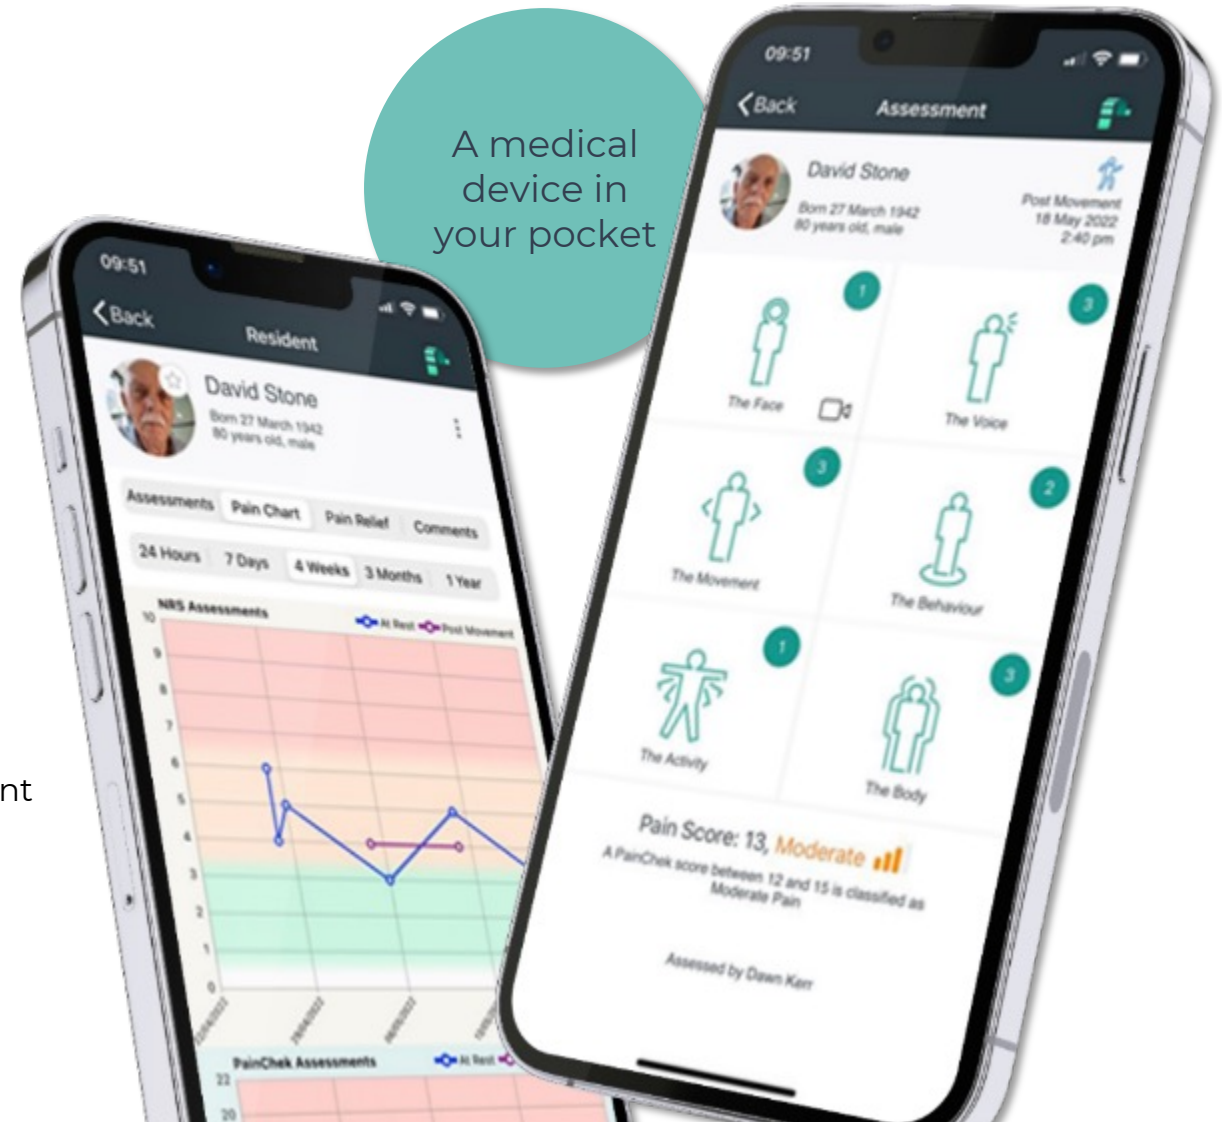 A medical
device in
your pocket
nt
09:51
Back
Resident
David Stone
Born 27 March 1942
80 years old, male
Assessments Pain Chart Pain Relief Comments
24 Hours 7 Days 4 Weeks 3 Months 1 Year
NRS Assessments
At Rest Post Movement
10
9
8
7
6
5
4
3
2
1
0
PainChek Assessments
At Rest
22
20
09:51
Back
Assessment
David Stone
Born 27 March 1942
80 years old, male
Post Movement
18 May 2022
2:40 pm
1
The Face
3
The Voice
3
The Movement
2
The Behaviour
1
The Activity
3
The Body
Pain Score: 13, Moderate
A PainChek score between 12 and 15 is classified as
Moderate Pain
Assessed by Dawn Kerr